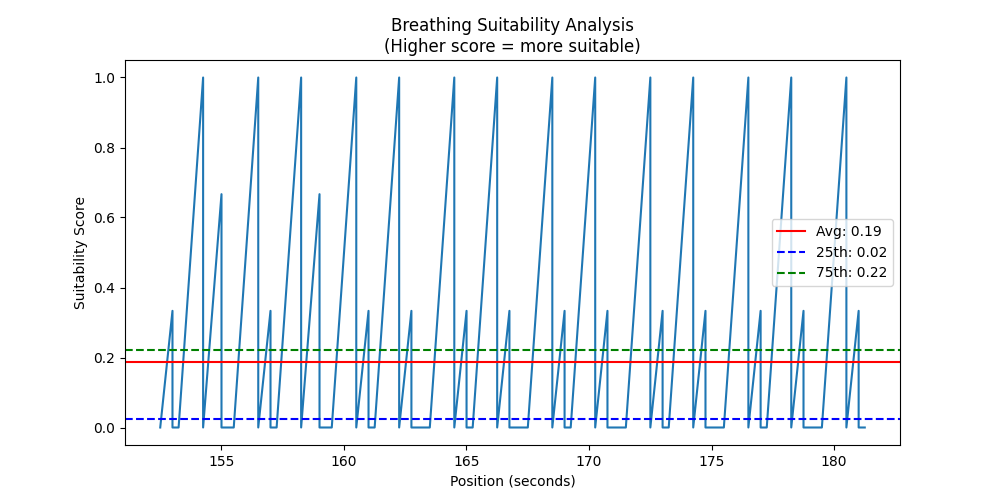 Breathing Suitability Analysis
(Higher score = more suitable)
Suitability Score
1.0
0.8
0.6
0.4
0.2
0.0
Avg: 0.19
25th: 0.02
75th: 0.22
155 160 165 170 175 180
Position (seconds)